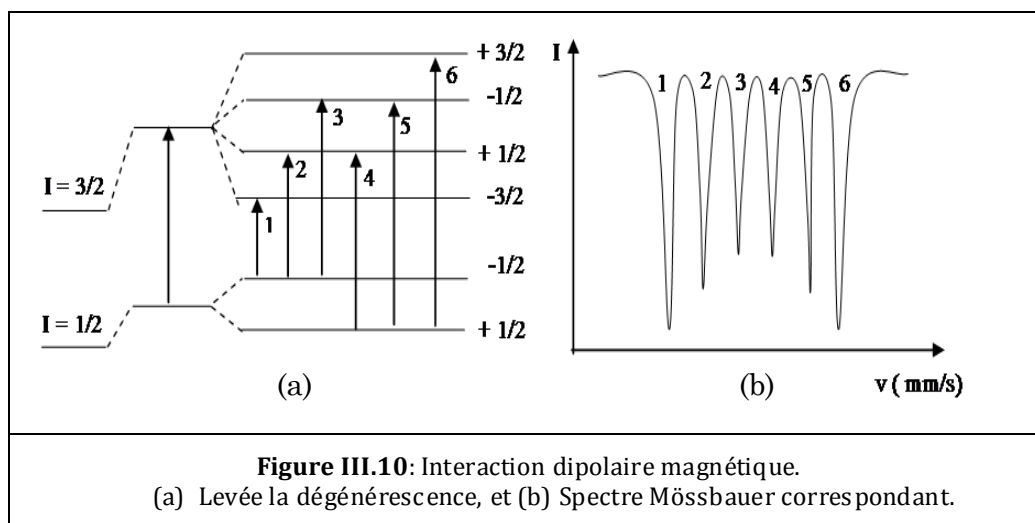 + 3/2
6
-1/2
3
5
+ 1/2
2
4
I = 3/2
-3/2
1
-1/2
I = 1/2
+ 1/2
(a)
I
1 2 3 4 5 6
(b)
v ( mm/s)
Figure III.10: Interaction dipolaire magnétique.
(a) Levée la dégénérescence, et (b) Spectre Mössbauer correspondant.